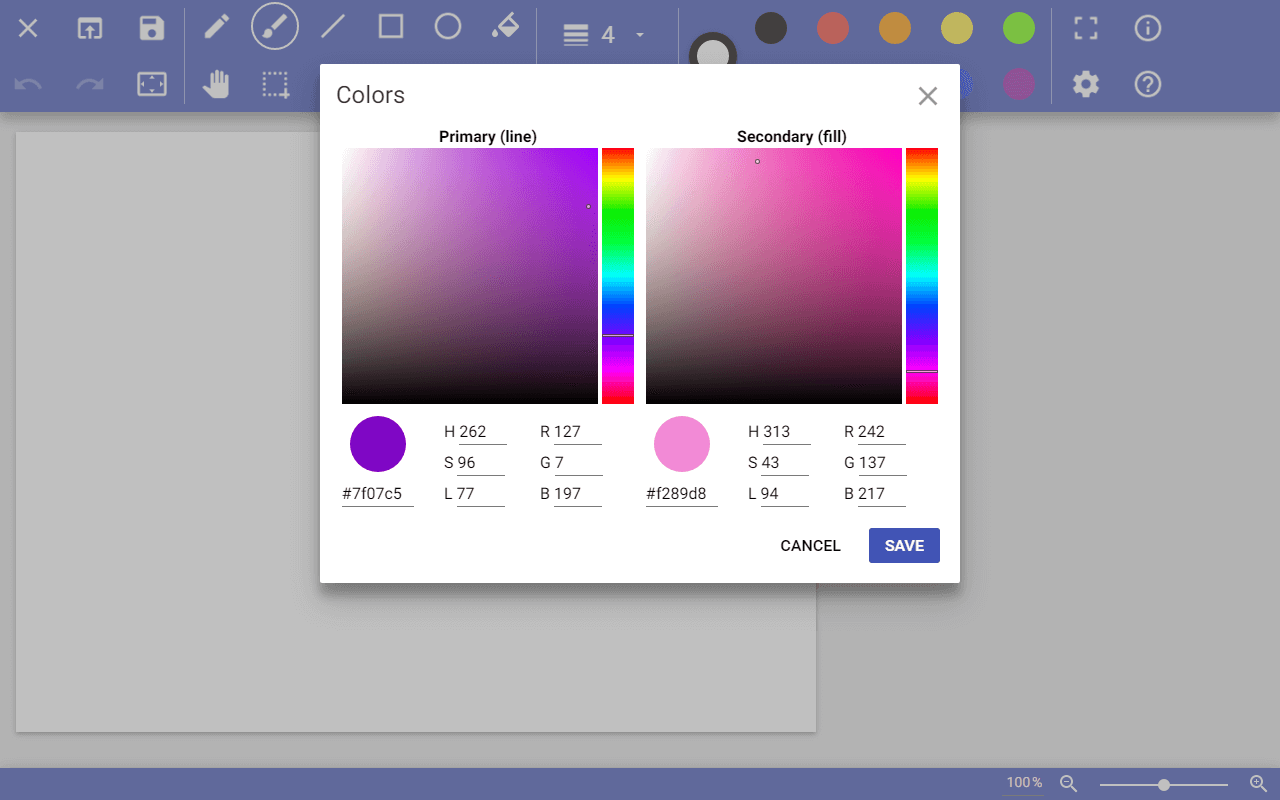 4
Colors
Primary (line)
Secondary (fill)
H 262
R 127
H 313
R 242
S 96
G 7
S 43
G 137
#7f07c5
L 77
B 197
#f289d8
L 94
B 217
CANCEL
SAVE
100%